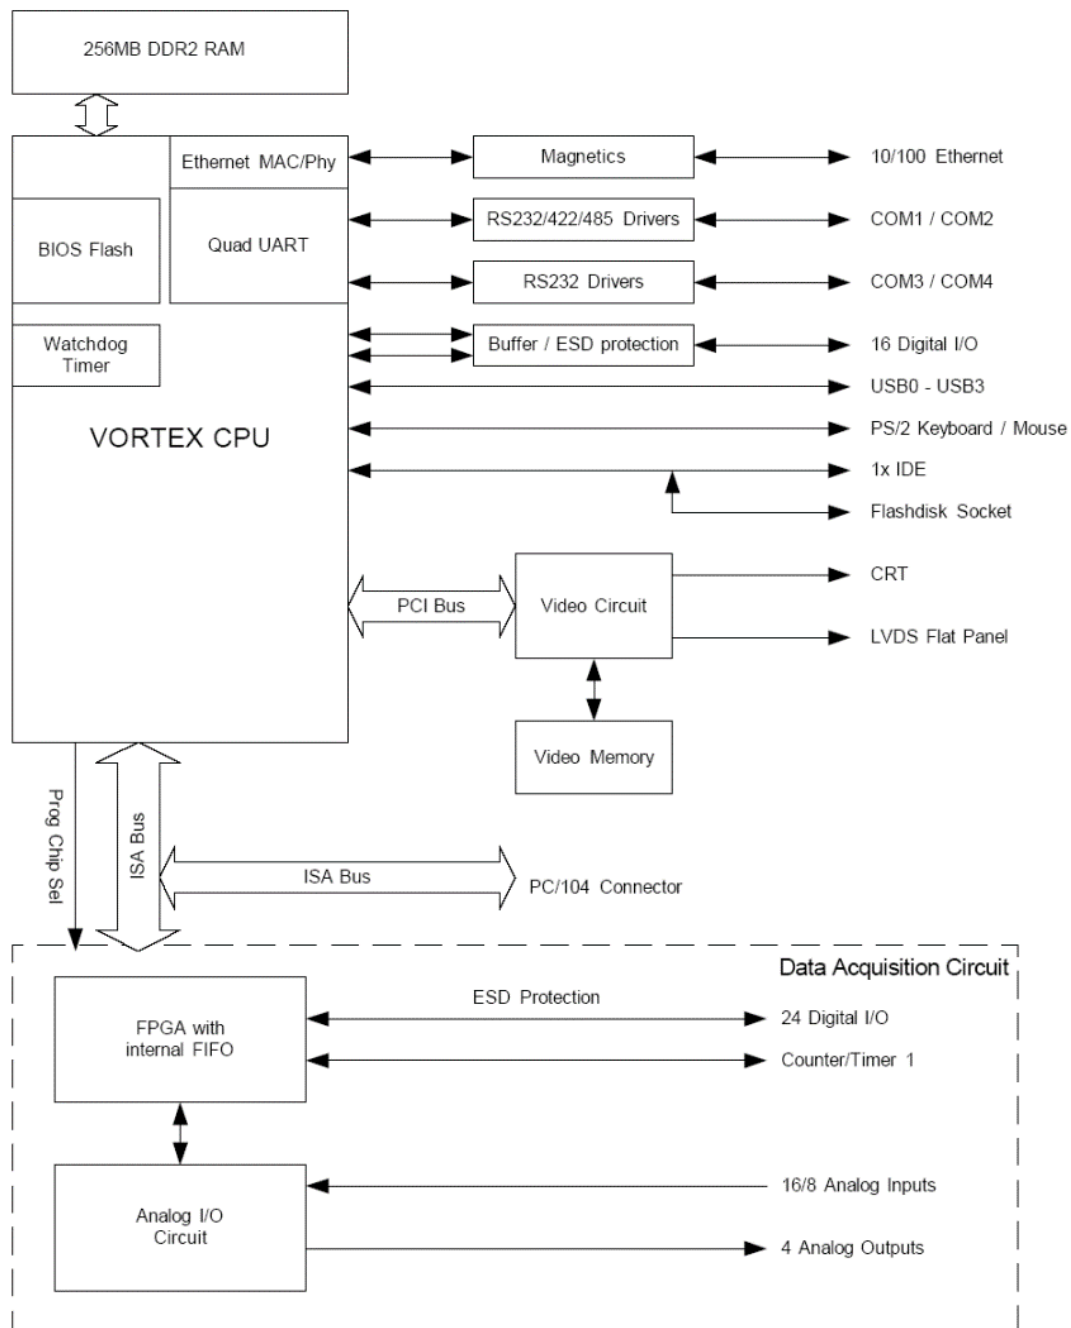 256MB DDR2 RAM
Ethernet MAC/Phy
Magnetics
10/100 Ethernet
BIOS Flash
Quad UART
RS232/422/485 Drivers
COM1 / COM2
RS232 Drivers
COM3 / COM4
Watchdog
Timer
Buffer / ESD protection
16 Digital I/O
USB0 - USB3
VORTEX CPU
PS/2 Keyboard / Mouse
1x IDE
Flashdisk Socket
PCI Bus
Video Circuit
CRT
LVDS Flat Panel
Video Memory
Prog Chip Sel
ISA Bus
ISA Bus
PC/104 Connector
Data Acquisition Circuit
FPGA with
internal FIFO
ESD Protection
24 Digital I/O
Counter/Timer 1
Analog I/O
Circuit
16/8 Analog Inputs
4 Analog Outputs